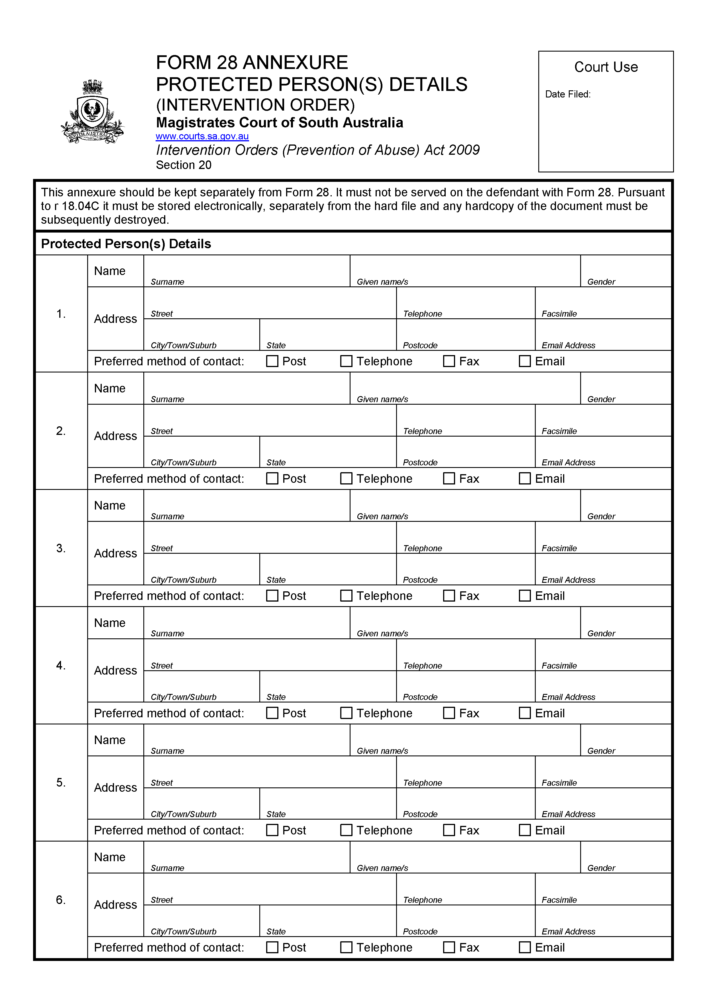 FORM 28 ANNEXURE
PROTECTED PERSON(S) DETAILS
(INTERVENTION ORDER)
Magistrates Court of South Australia
www.courts.sa.gov.au
Intervention Orders (Prevention of Abuse) Act 2009
Section 20
SOUTH AUSTRALIA
Court Use
Date Filed:
This annexure should be kept separately from Form 28. It must not be served on the defendant with Form 28. Pursuant
to r 18.04C it must be stored electronically, separately from the hard file and any hardcopy of the document must be
subsequently destroyed.
Protected Person(s) Details
1.
Name
Surname Given name/s Gender
Address
Street Telephone Facsimile
City/Town/Suburb State Postcode Email Address
Preferred method of contact: Post Telephone Fax Email
2.
Name
Surname Given name/s Gender
Address
Street Telephone Facsimile
City/Town/Suburb State Postcode Email Address
Preferred method of contact: Post Telephone Fax Email
3.
Name
Surname Given name/s Gender
Address
Street Telephone Facsimile
City/Town/Suburb State Postcode Email Address
Preferred method of contact: Post Telephone Fax Email
4.
Name
Surname Given name/s Gender
Address
Street Telephone Facsimile
City/Town/Suburb State Postcode Email Address
Preferred method of contact: Post Telephone Fax Email
5.
Name
Surname Given name/s Gender
Address
Street Telephone Facsimile
City/Town/Suburb State Postcode Email Address
Preferred method of contact: Post Telephone Fax Email
6.
Name
Surname Given name/s Gender
Address
Street Telephone Facsimile
City/Town/Suburb State Postcode Email Address
Preferred method of contact: Post Telephone Fax Email